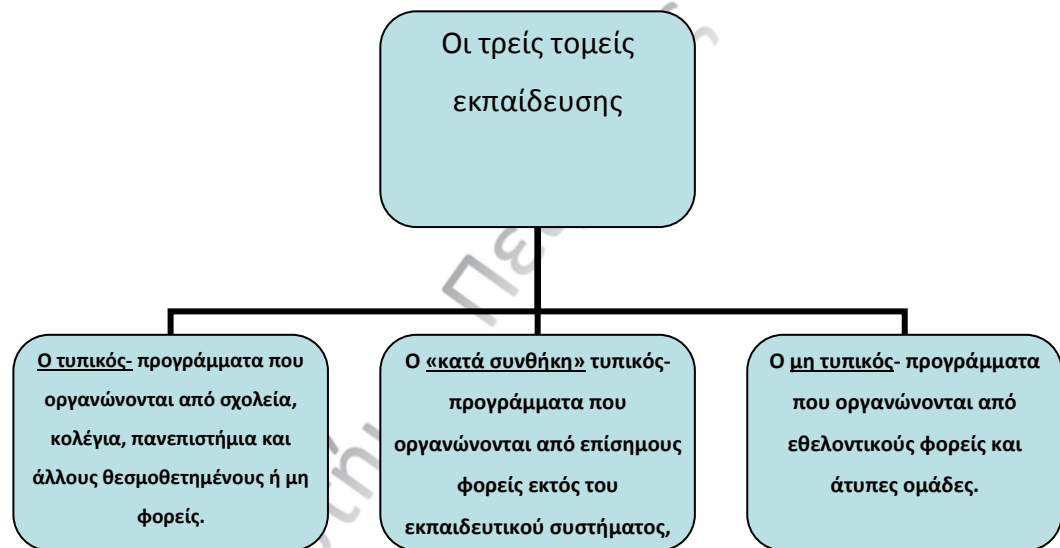 Οι τρείς τομείς
εκπαίδευσης
Ο τυπικός- προγράμματα που
οργανώνονται από σχολεία,
κολέγια, πανεπιστήμια και
άλλους θεσμοθετημένους ή μη
φορείς.
Ο «κατά συνθήκη» τυπικός-
προγράμματα που
οργανώνονται από επίσημους
φορείς εκτός του
εκπαιδευτικού συστήματος,
Ο μη τυπικός- προγράμματα
που οργανώνονται από
εθελοντικούς φορείς και
άτυπες ομάδες.